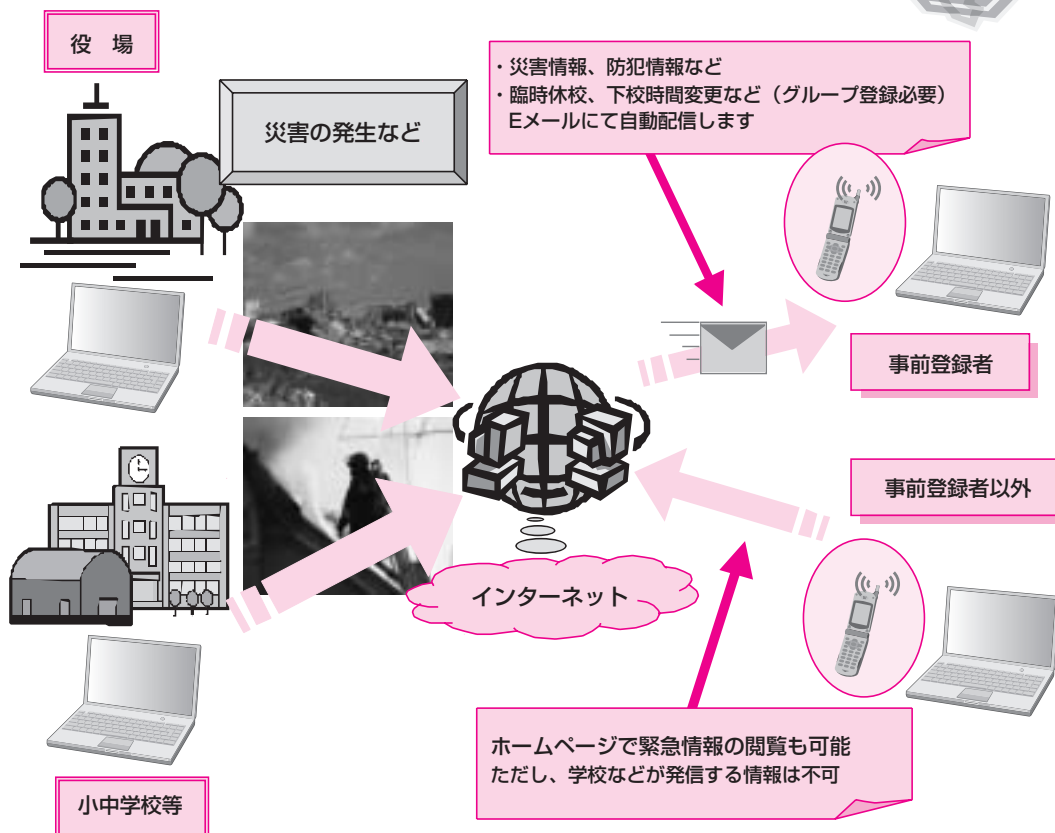 役 場
災害の発生など
・災害情報、防犯情報など
・臨時休校、下校時間変更など（グループ登録必要）
Eメールにて自動配信します
事前登録者
事前登録者以外
インターネット
ホームページで緊急情報の閲覧も可能
ただし、学校などが発信する情報は不可
小中学校等